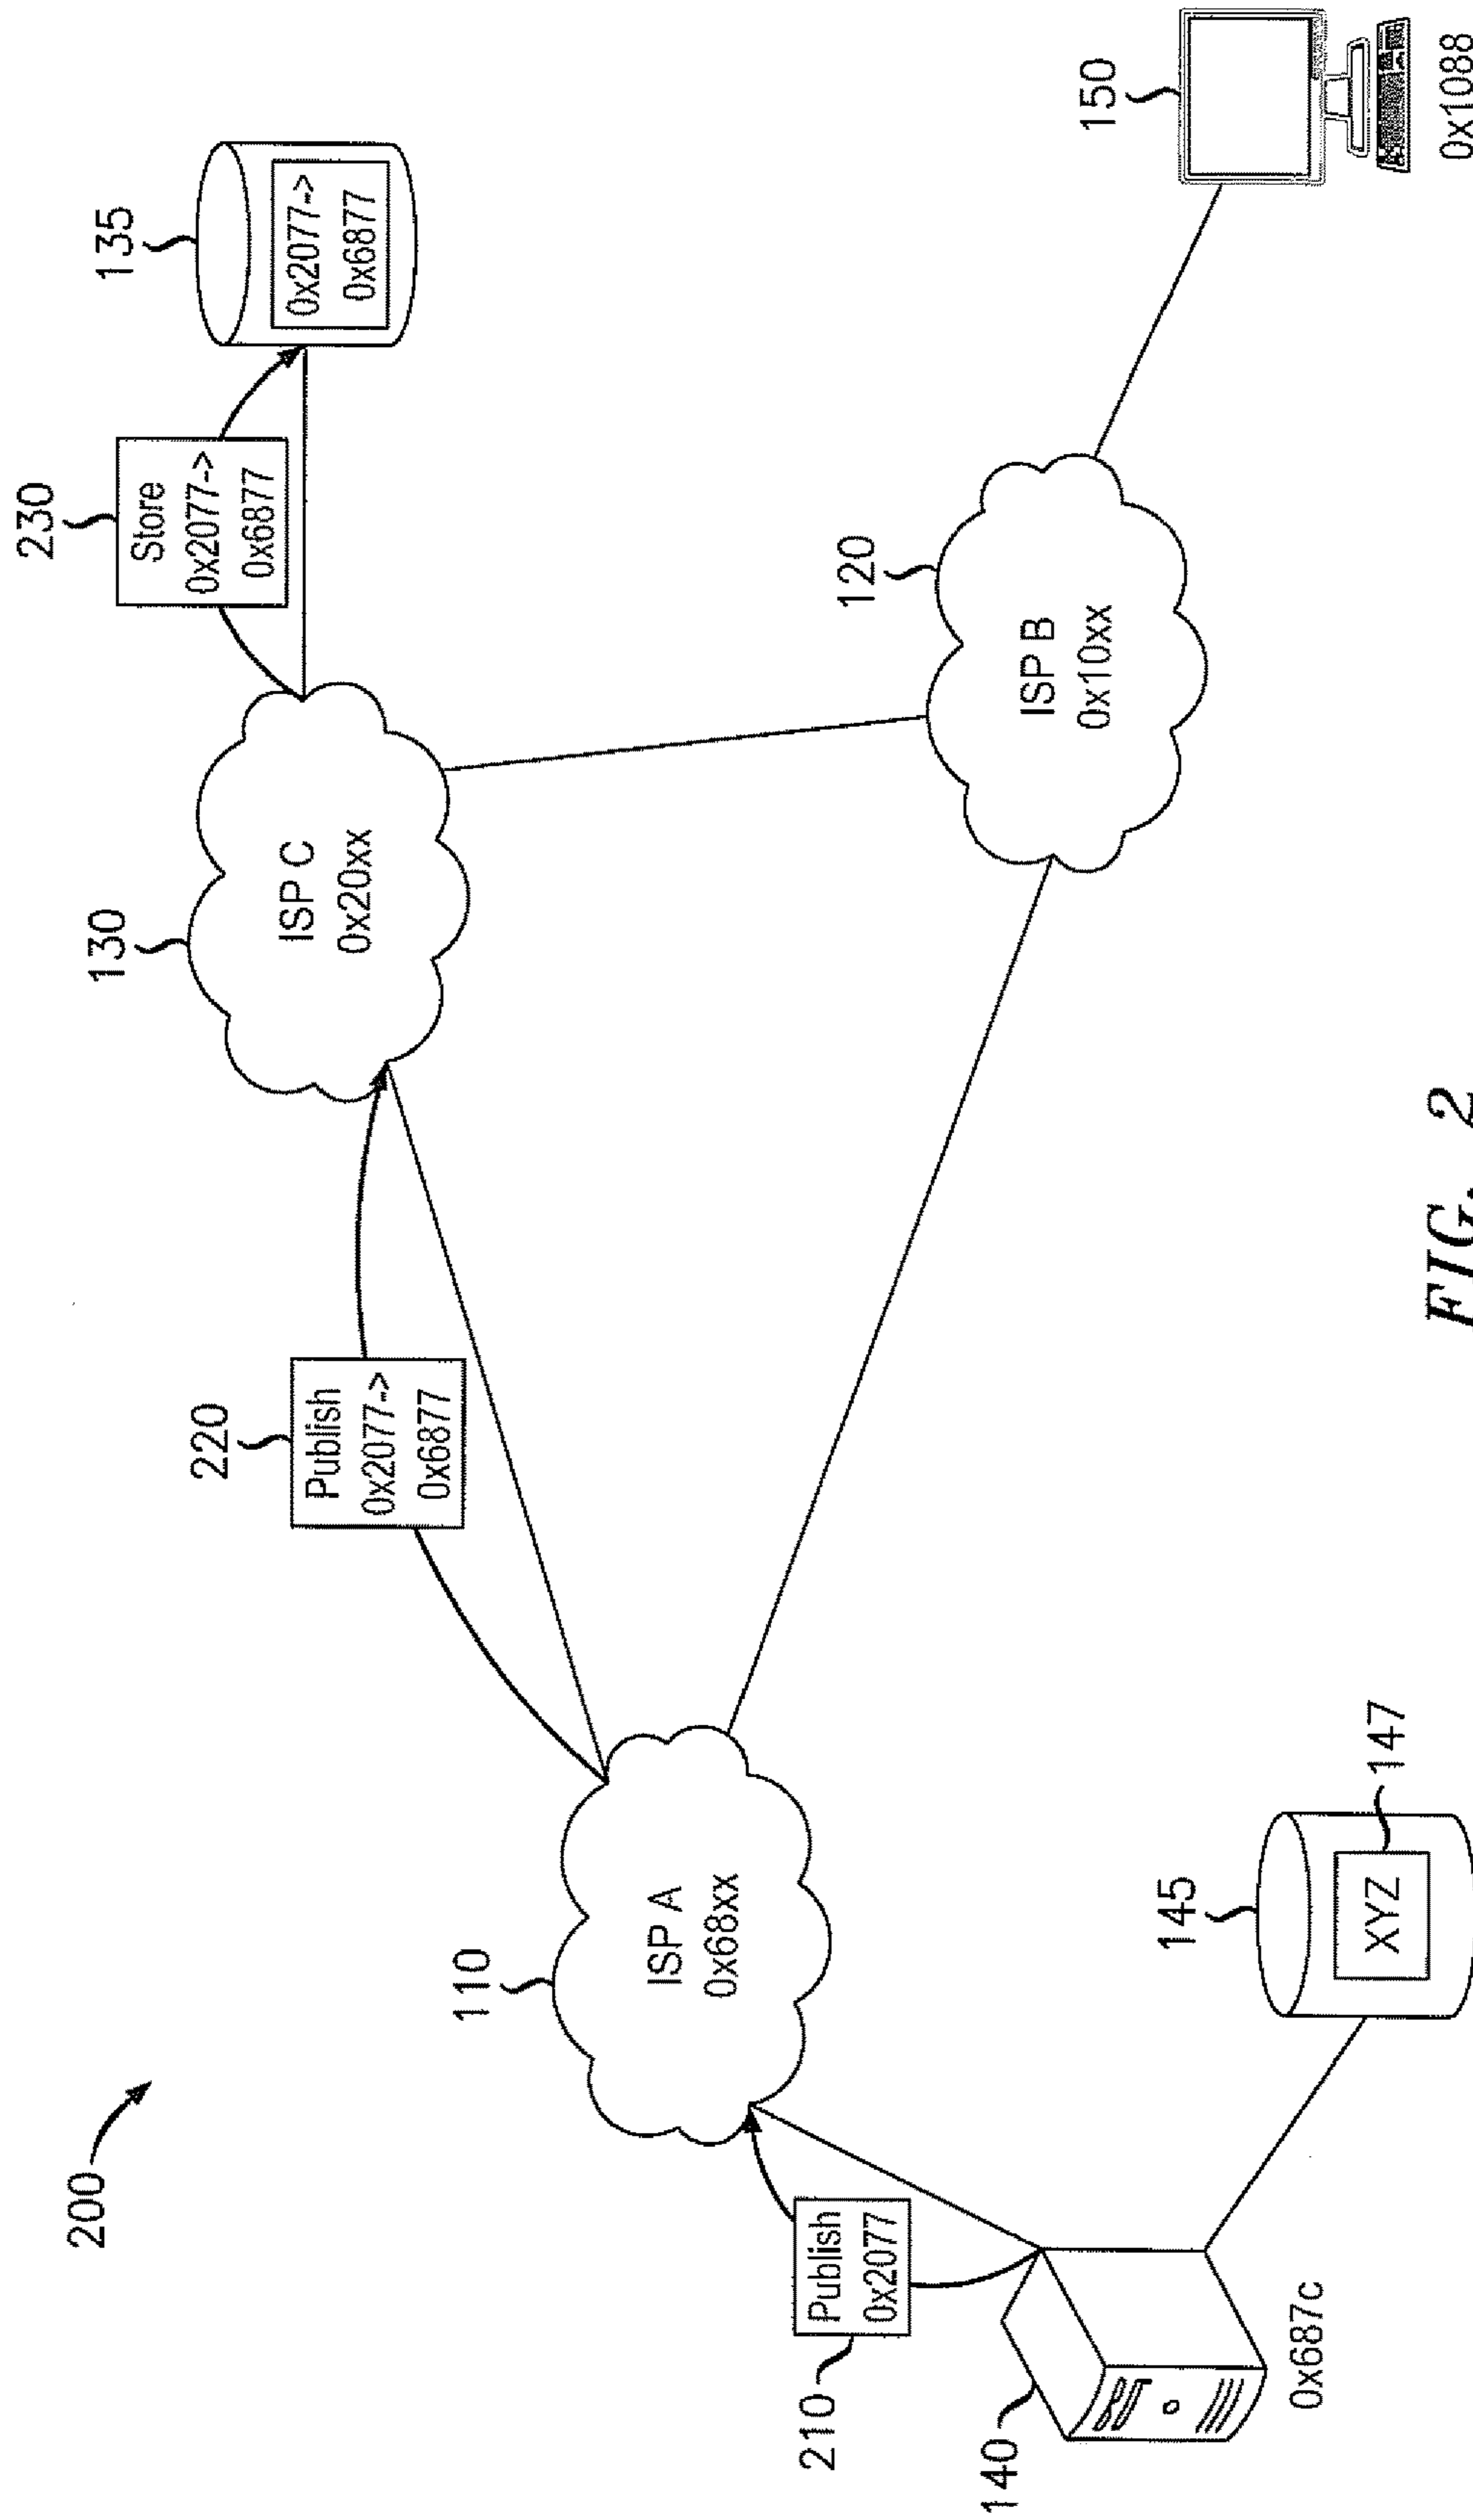 200
210
Publish
0x2077
140
0x687c
145
XYZ
147
110
ISP A
0x68xx
220
Publish
0x2077->
0x6877
130
ISP C
0x20xx
230
Store
0x2077->
0x6877
135
0x2077->
0x6877
120
ISP B
0x10xx
150
0x1088
FIG. 2